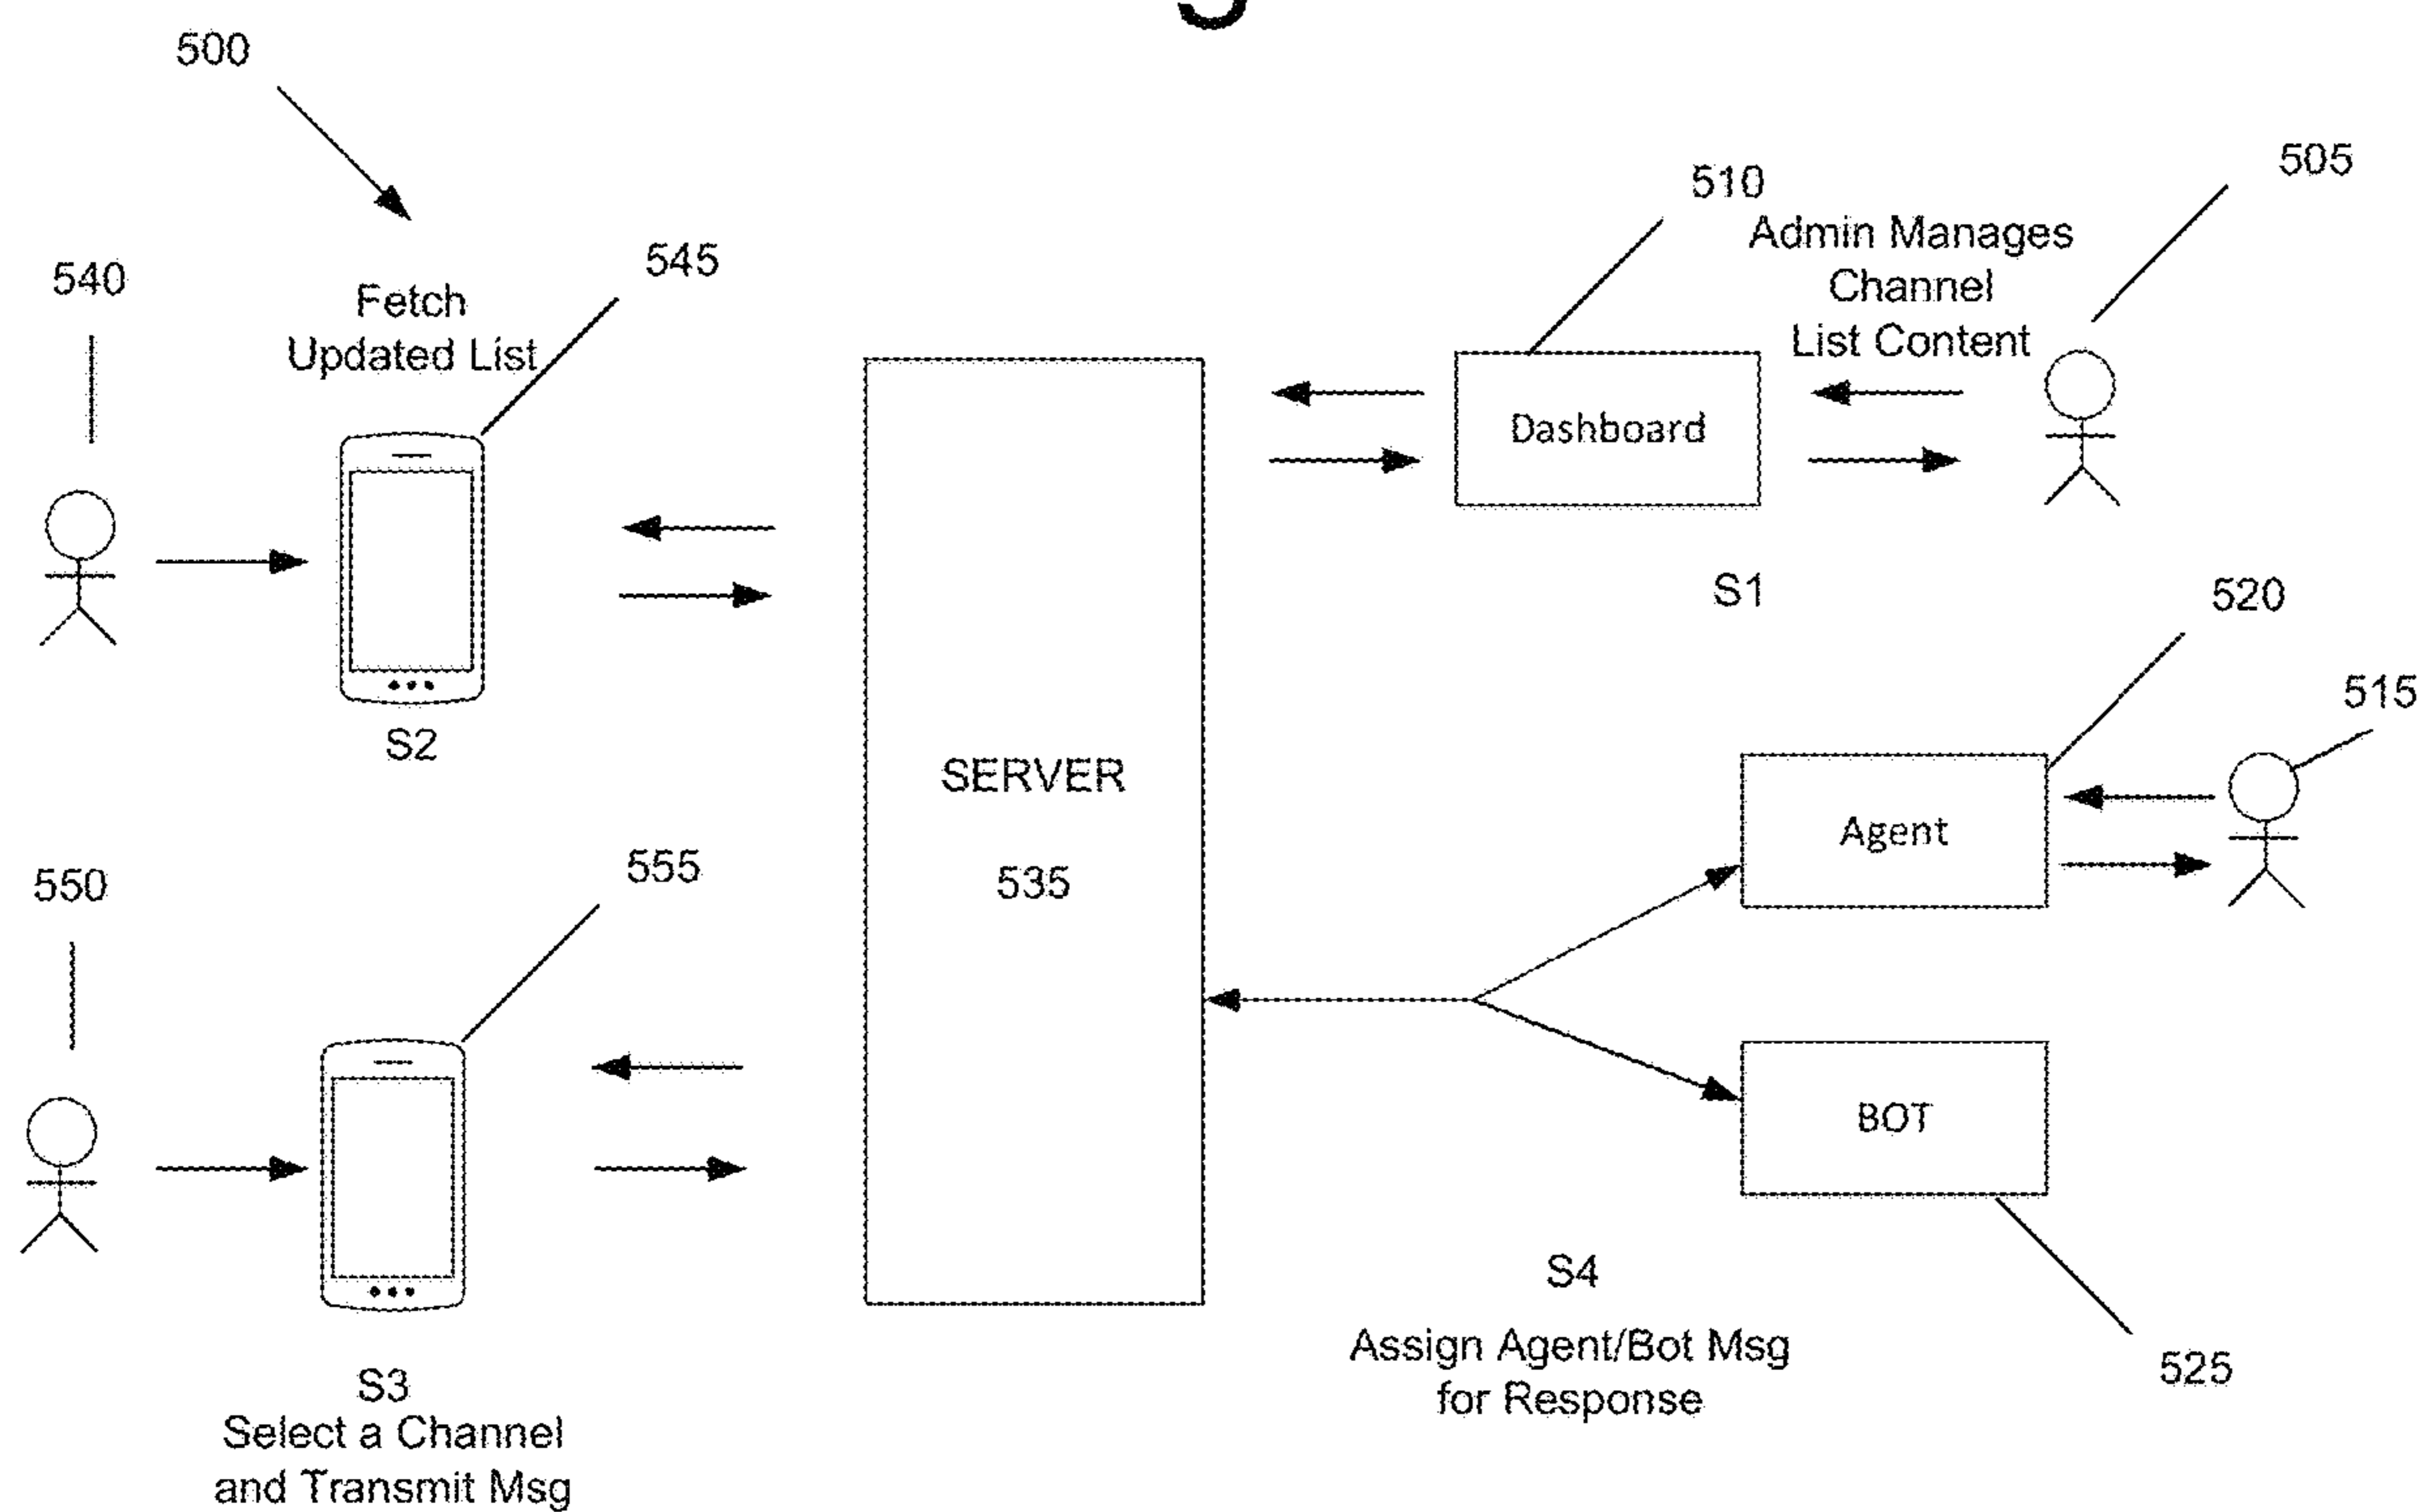 500
505
510
Admin Manages
Channel
List Content
540
545
Fetch
Updated List
Dashboard
S1
520
515
S2
SERVER
535
Agent
550
555
BOT
S4
Assign Agent/Bot Msg
for Response
525
S3
Select a Channel
and Transmit Msg